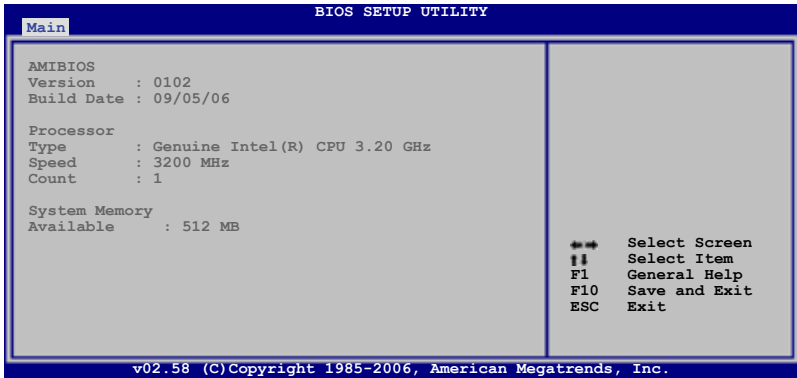 BIOS SETUP UTILITY
Main
AMIBIOS
Version : 0102
Build Date : 09/05/06
Processor
Type : Genuine Intel(R) CPU 3.20 GHz
Speed : 3200 MHz
Count : 1
System Memory
Available : 512 MB
←→ Select Screen
↑↓ Select Item
F1 General Help
F10 Save and Exit
ESC Exit
v02.58 (C)Copyright 1985-2006, American Megatrends, Inc.